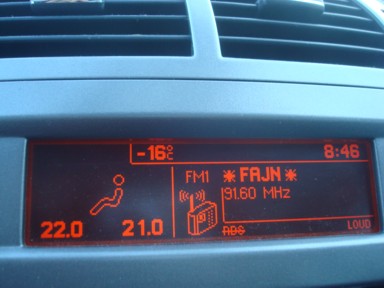 -16°C 8:46
FM1 * FAJN *
91.60 MHz
22.0 21.0 RDS LOUD